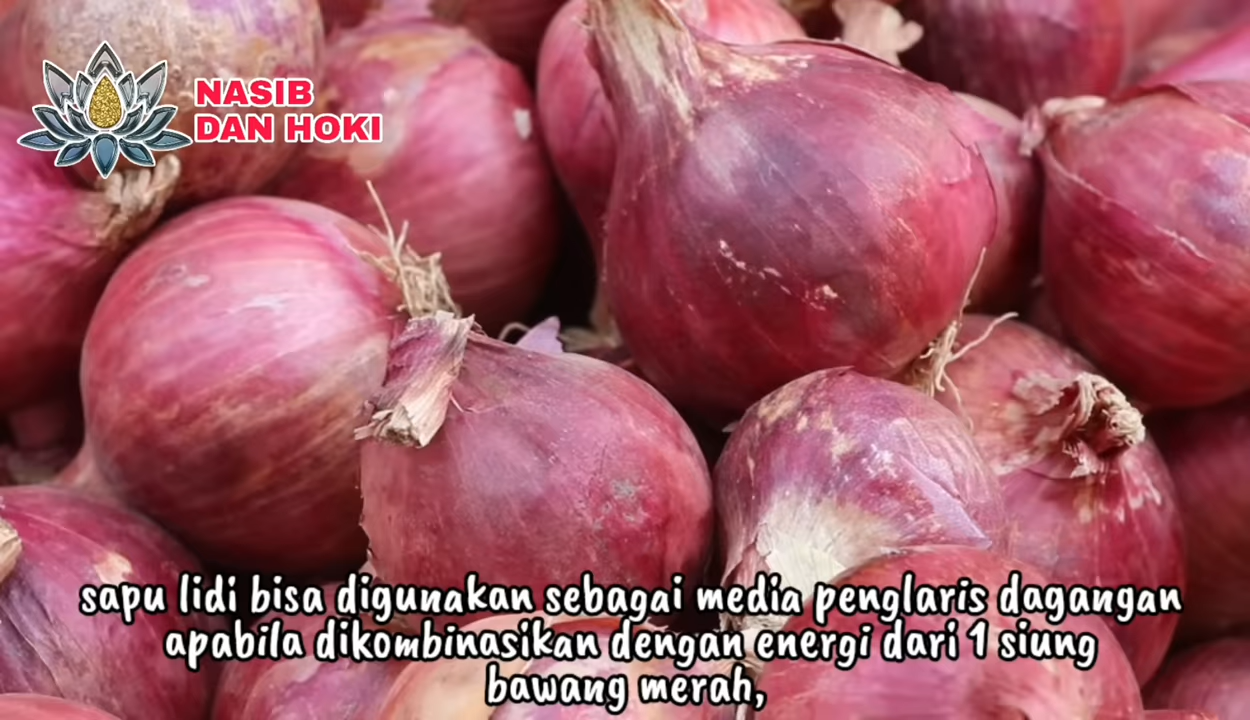 NASIB
DAN HOKI
sapu lidi bisa digunakan sebagai media penglaris dagangan
apabila dikombinasikan dengan energi dari 1 siung
bawang merah,